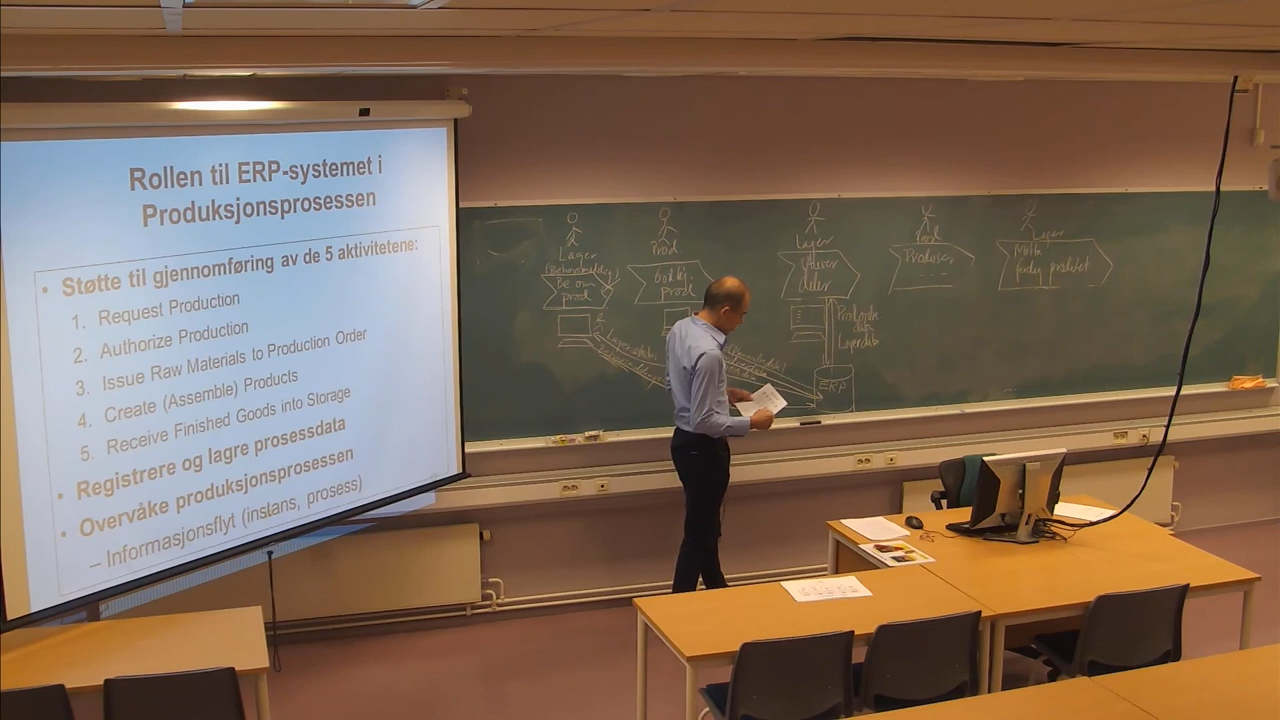 Rollen til ERP-systemet i
Produksjonsprosessen
• Støtte til gjennomføring av de 5 aktivitetene:
1. Request Production
2. Authorize Production
3. Issue Raw Materials to Production Order
4. Create (Assemble) Products
5. Receive Finished Goods into Storage
• Registrere og lagre prosessdata
• Overvåke produksjonsprosessen
– Informasjonsflyt (instans, prosess)
Lager
Be om
prod
Prod
prod
Lager
deler
Prod
Produser
...
Lager
Motta
ferdig produkt
data
Lagerdata
ERP